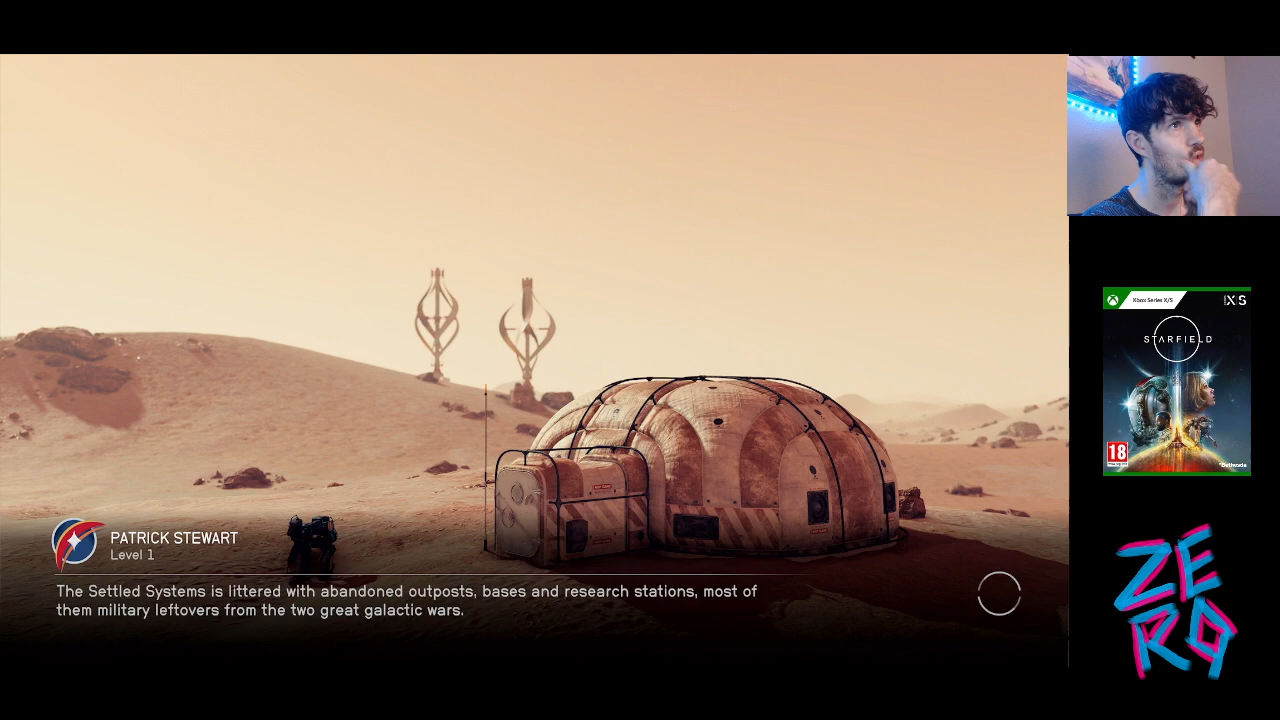 PATRICK STEWART
Level 1
The Settled Systems is littered with abandoned outposts, bases and research stations, most of
them military leftovers from the two great galactic wars.
Xbox Series X/S
XS
STARFIELD
18
Bethesda
ZE
RO